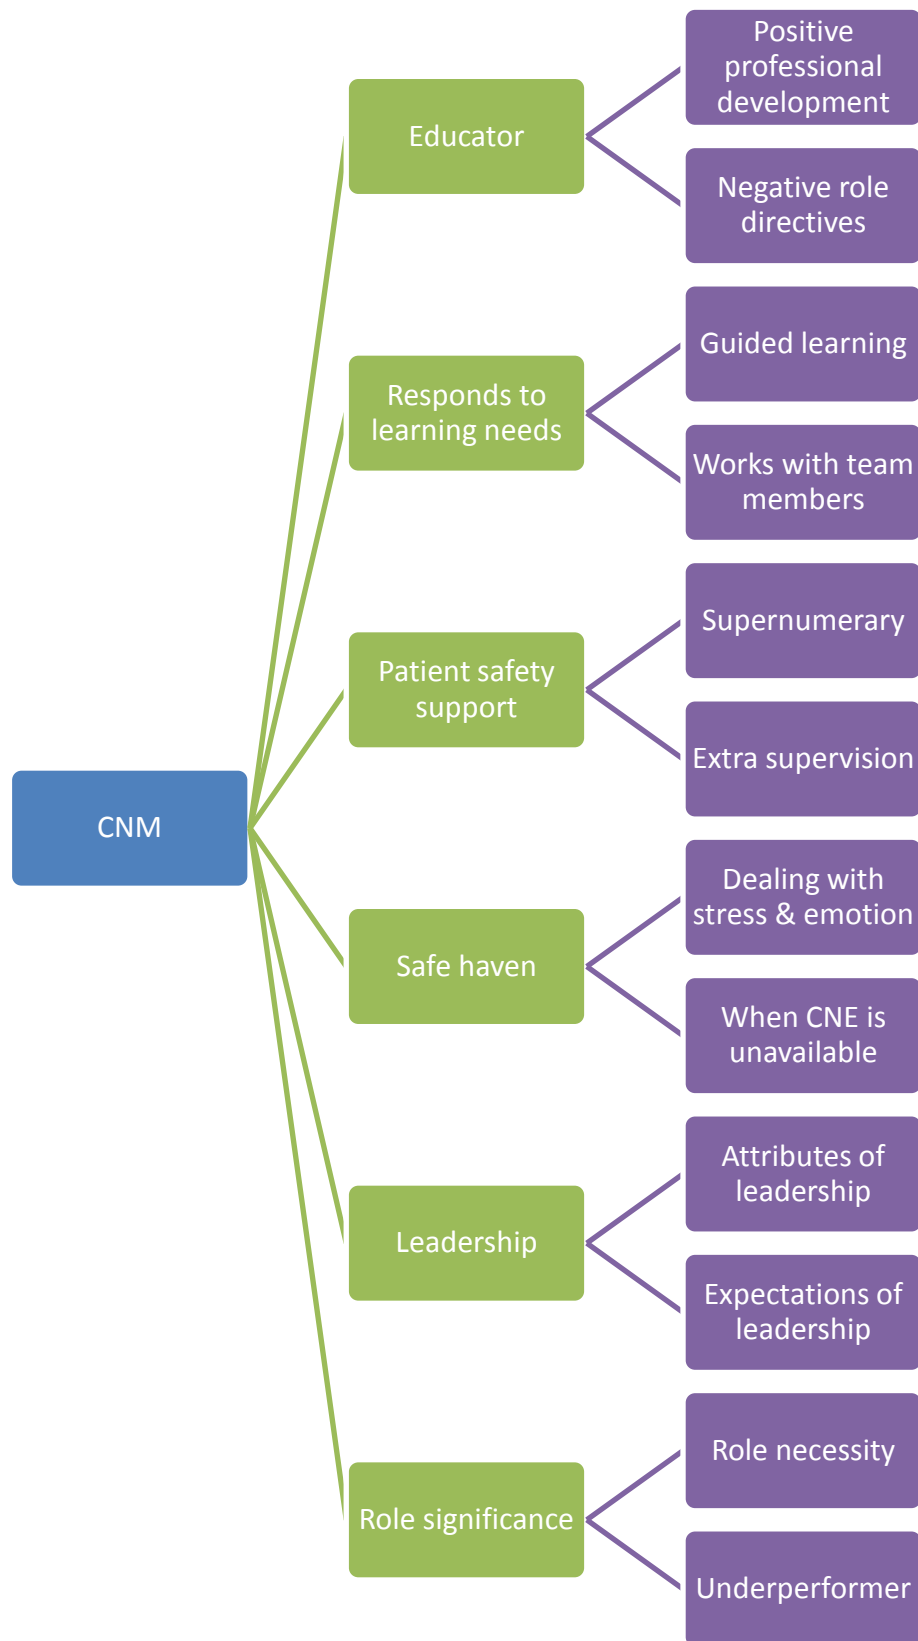 CNM
Educator
Positive
professional
development
Negative role
directives
Responds to
learning needs
Guided learning
Works with team
members
Patient safety
support
Supernumerary
Extra supervision
Safe haven
Dealing with
stress & emotion
When CNE is
unavailable
Leadership
Attributes of
leadership
Expectations of
leadership
Role significance
Role necessity
Underperformer